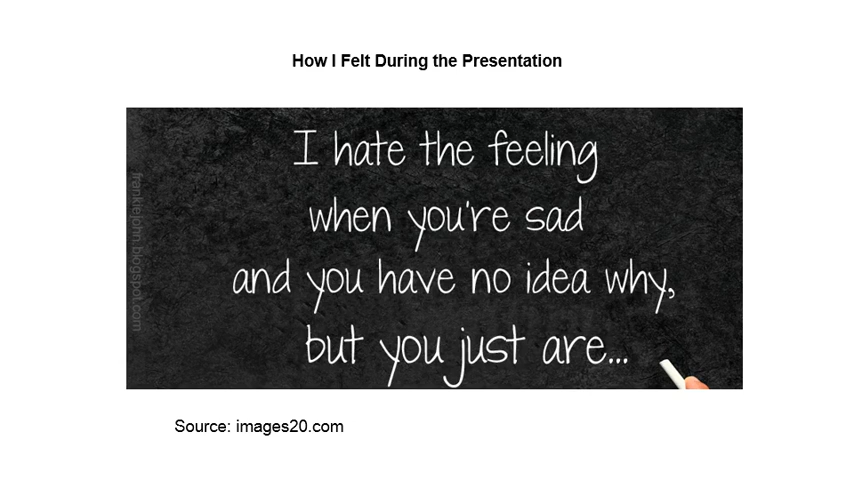 How I Felt During the Presentation
I hate the feeling
when you're sad
and you have no idea why,
but you just are...
frankiejohn.blogspot.com
Source: images20.com